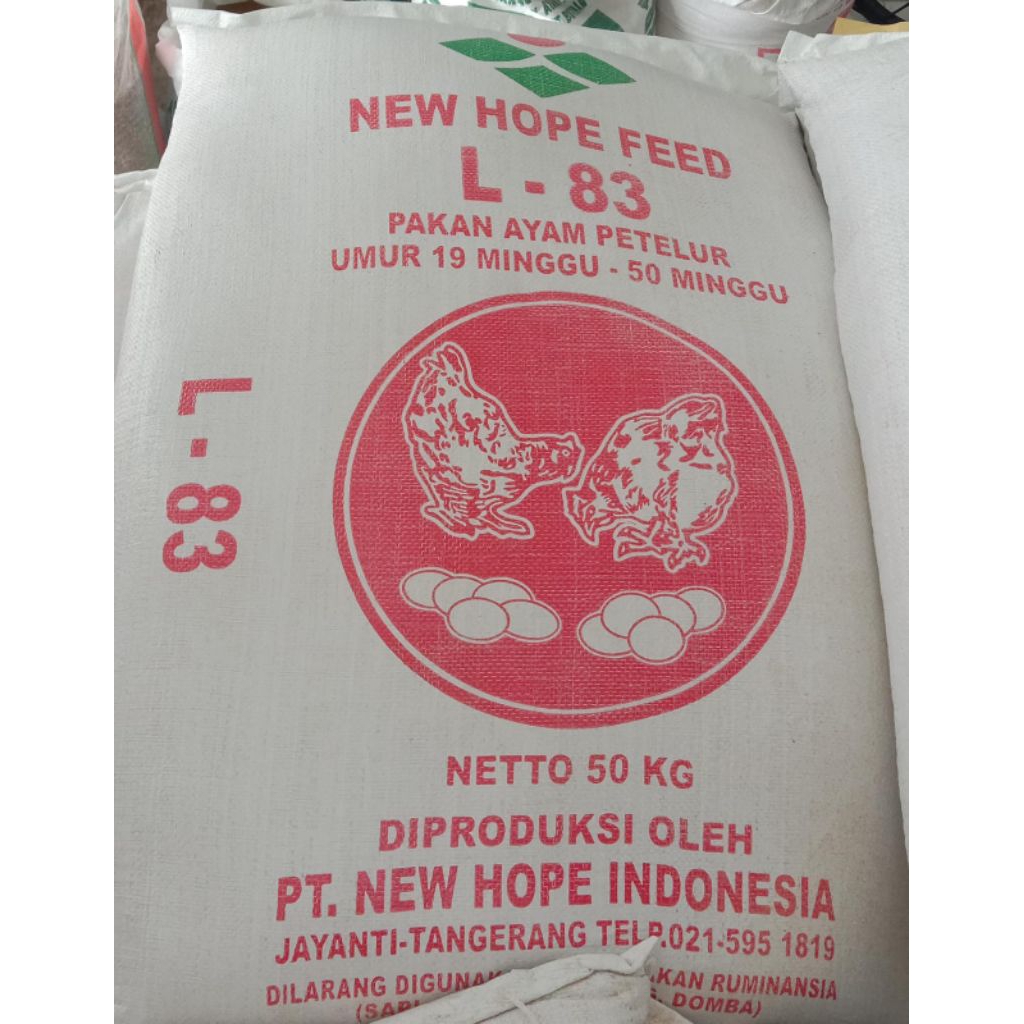 NEW HOPE FEED
L - 83
PAKAN AYAM PETELUR
UMUR 19 MINGGU - 50 MINGGU
L - 83
NETTO 50 KG
DIPRODUKSI OLEH
PT. NEW HOPE INDONESIA
JAYANTI-TANGERANG TELP.021-595 1819
DILARANG RUMINANSIA
DOMBA)